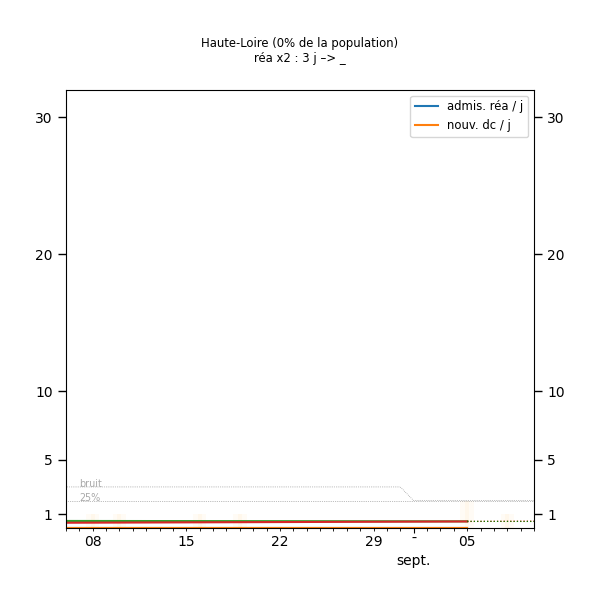 Haute-Loire (0% de la population)
réa x2 : 3 j –> _
admis. réa / j
nouv. dc / j
30 30
20 20
10 10
5 5
bruit
25%
1 1
08 15 22 29 - 05
sept.